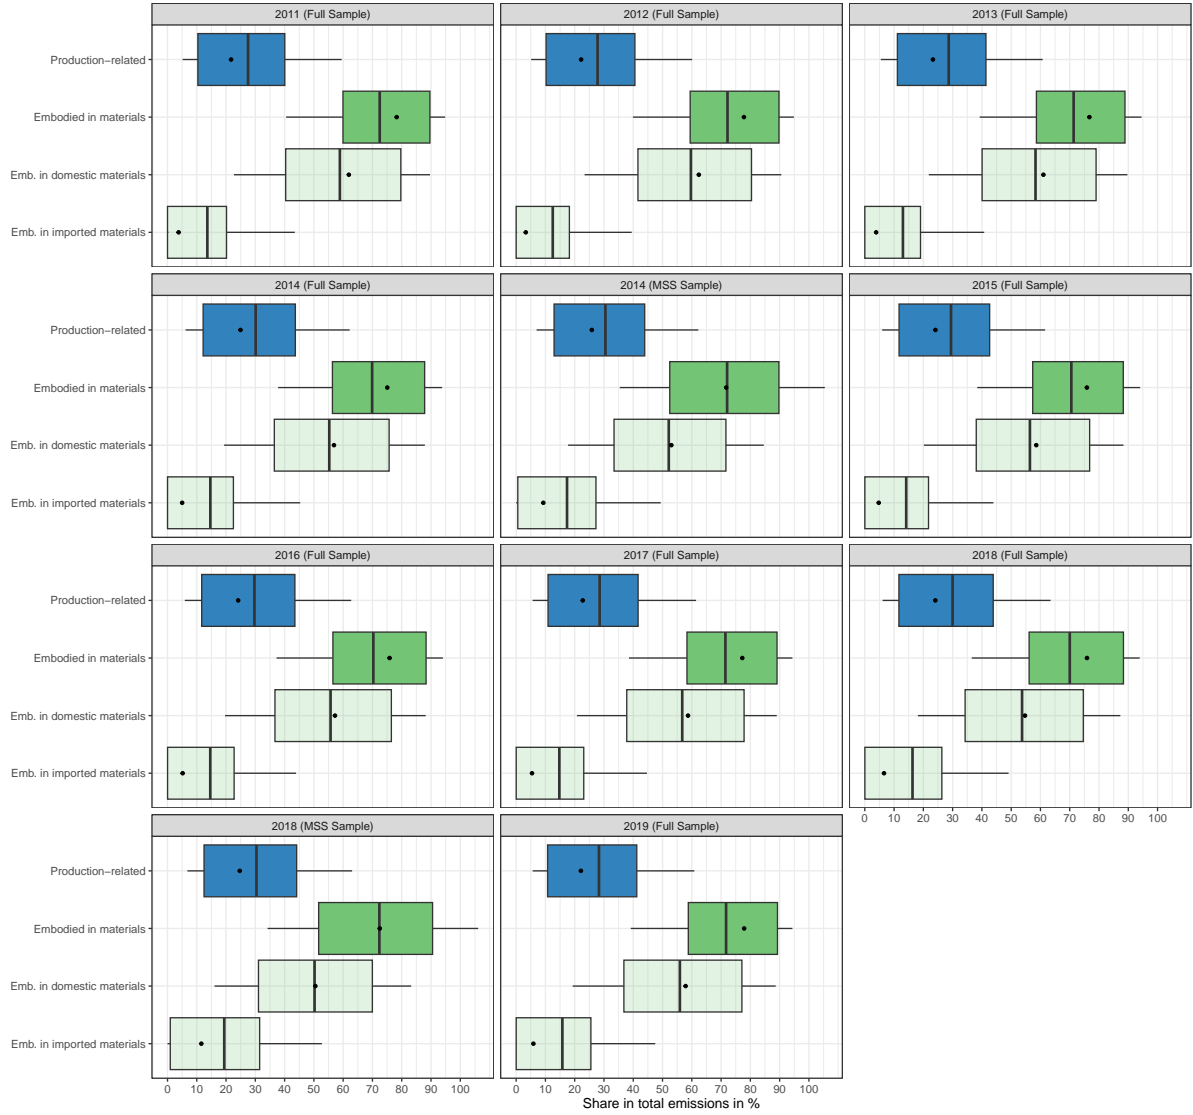 2011 (Full Sample)
2012 (Full Sample)
2013 (Full Sample)
Production−related
Embodied in materials
Emb. in domestic materials
Emb. in imported materials
2014 (Full Sample)
2014 (MSS Sample)
2015 (Full Sample)
Production−related
Embodied in materials
Emb. in domestic materials
Emb. in imported materials
2016 (Full Sample)
2017 (Full Sample)
2018 (Full Sample)
Production−related
Embodied in materials
Emb. in domestic materials
Emb. in imported materials
0 10 20 30 40 50 60 70 80 90 100
2018 (MSS Sample)
2019 (Full Sample)
Production−related
Embodied in materials
Emb. in domestic materials
Emb. in imported materials
0 10 20 30 40 50 60 70 80 90 100
0 10 20 30 40 50 60 70 80 90 100
Share in total emissions in %